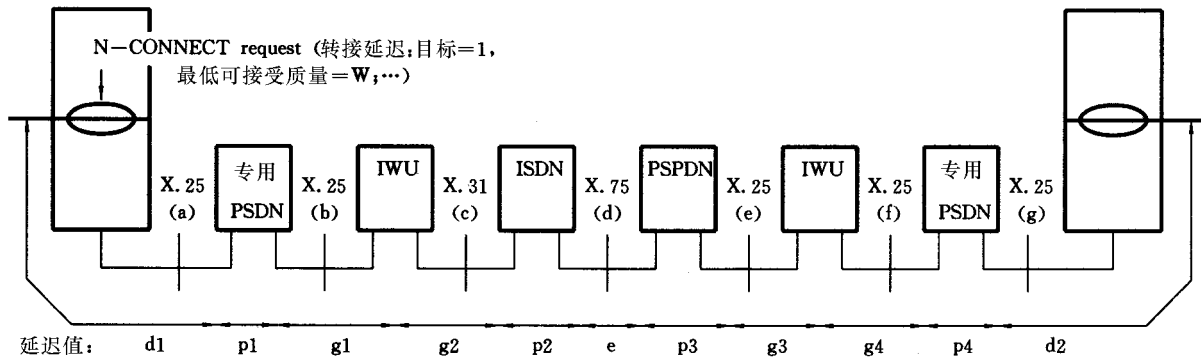 N—CONNECT request (转接延迟;目标=1,
最低可接受质量=W;…)
X.25
(a)
专用
PSDN
X.25
(b)
IWU
X.31
(c)
ISDN
X.75
(d)
PSPDN
X.25
(e)
IWU
X.25
(f)
专用
PSDN
X.25
(g)
延迟值: d1 p1 g1 g2 p2 e p3 g3 g4 p4 d2